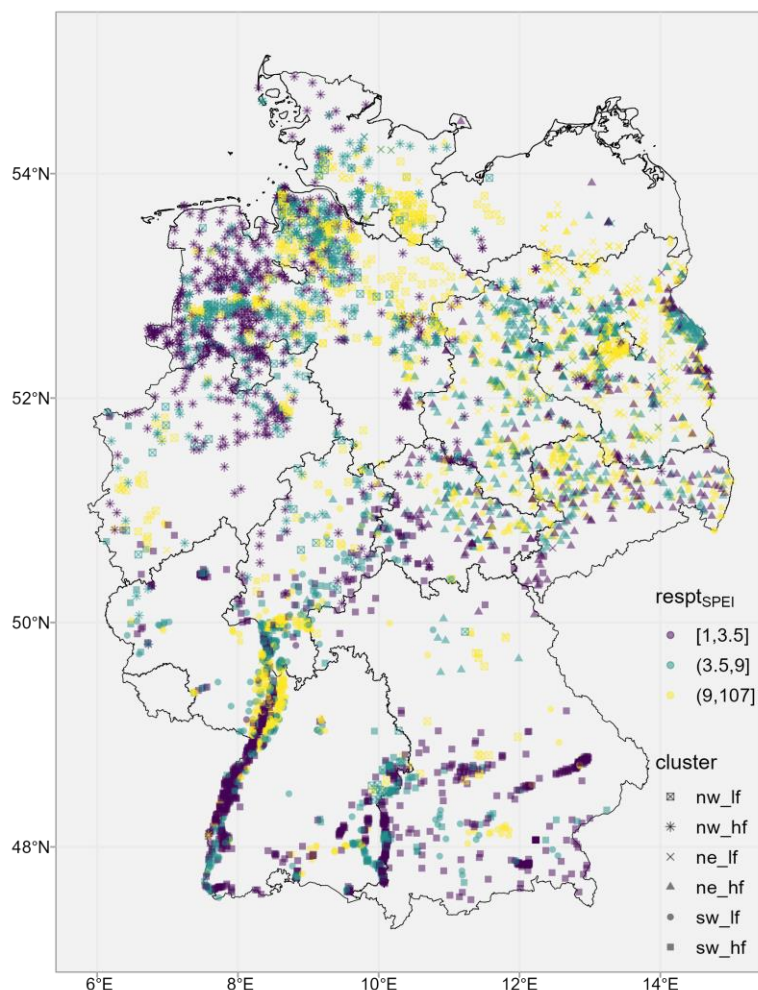 54°N
52°N
50°N
48°N
6°E
8°E
10°E
12°E
14°E
respt_SPEI
[1,3.5]
(3.5,9]
(9,107]
cluster
nw_lf
nw_hf
ne_lf
ne_hf
sw_lf
sw_hf